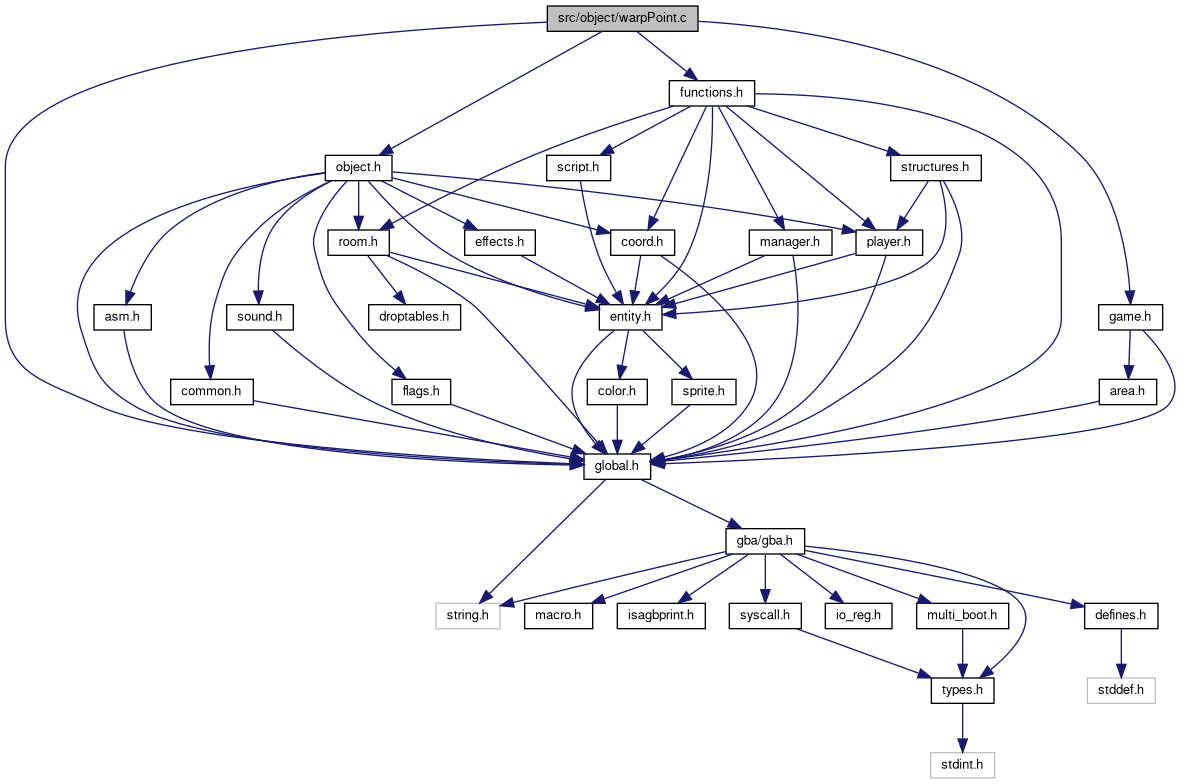 src/object/warpPoint.c
functions.h
object.h
script.h
structures.h
room.h
effects.h
coord.h
manager.h
player.h
asm.h
sound.h
droptables.h
entity.h
game.h
common.h
flags.h
color.h
sprite.h
area.h
global.h
gba/gba.h
string.h
macro.h
isagbprint.h
syscall.h
io_reg.h
multi_boot.h
defines.h
types.h
stddef.h
stdint.h